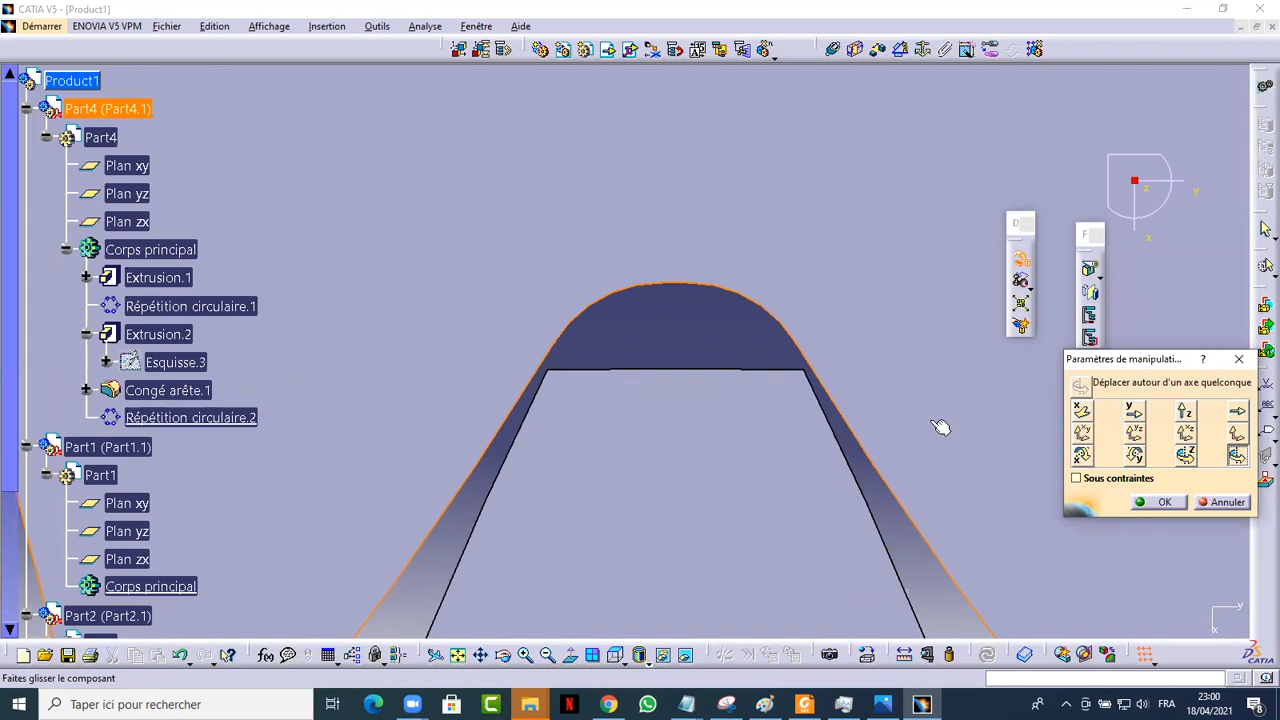 CATIA V5 - [Product1]
Démarrer ENOVIA V5 VPM Fichier Edition Affichage Insertion Outils Analyse Fenêtre Aide
Product1
Part4 (Part4.1)
Part4
Plan xy
Plan yz
Plan zx
Corps principal
Extrusion.1
Répétition circulaire.1
Extrusion.2
Esquisse.3
Congé arête.1
Répétition circulaire.2
Part1 (Part1.1)
Part1
Plan xy
Plan yz
Plan zx
Corps principal
Part2 (Part2.1)
z
y
x
D
F
Paramètres de manipulati...
Déplacer autour d'un axe quelconque
Sous contraintes
OK Annuler
y
x
Faites glisser le composant
Taper ici pour rechercher
FRA
23:00
18/04/2021